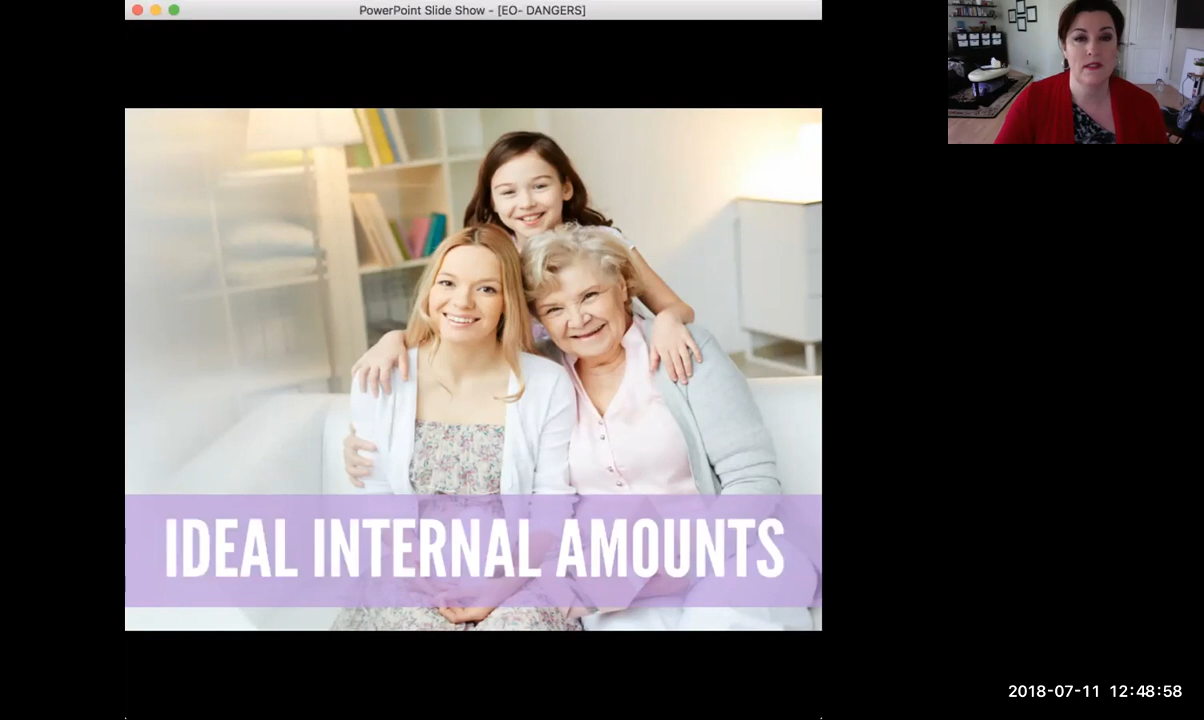 PowerPoint Slide Show - [EO- DANGERS]
IDEAL INTERNAL AMOUNTS
2018-07-11 12:48:58